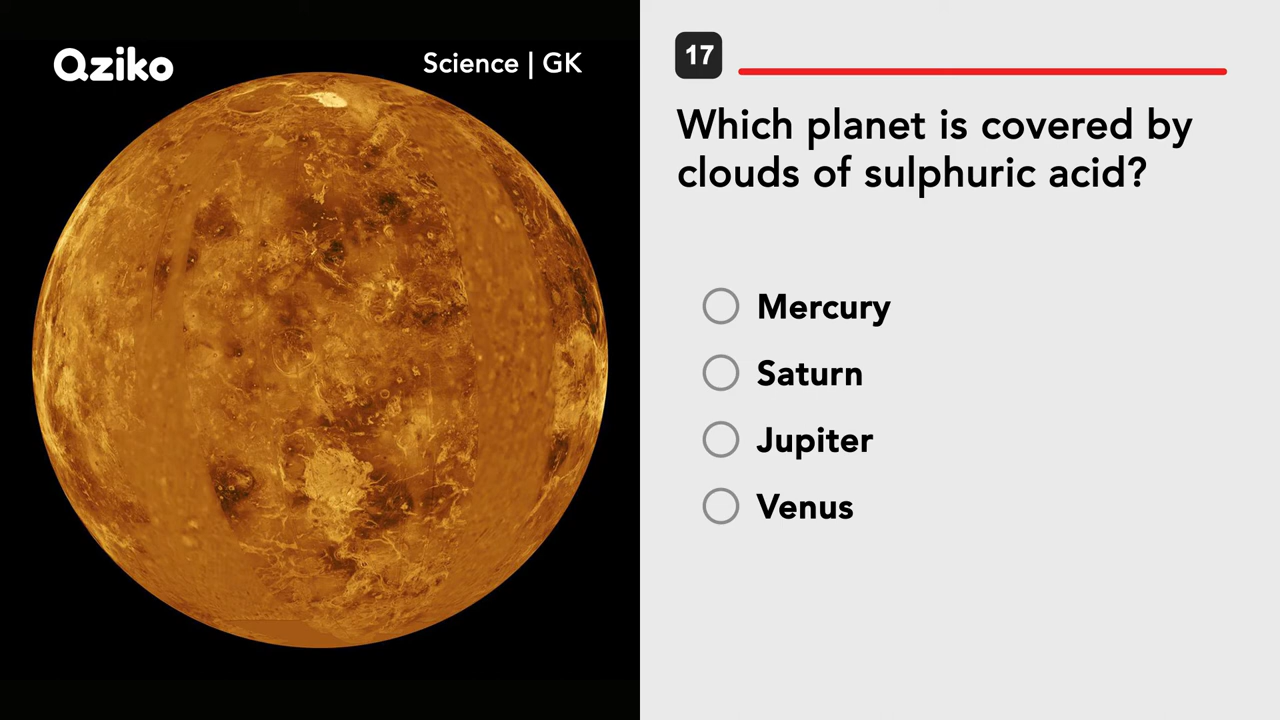 Qziko
Science | GK
17
Which planet is covered by
clouds of sulphuric acid?
Mercury
Saturn
Jupiter
Venus